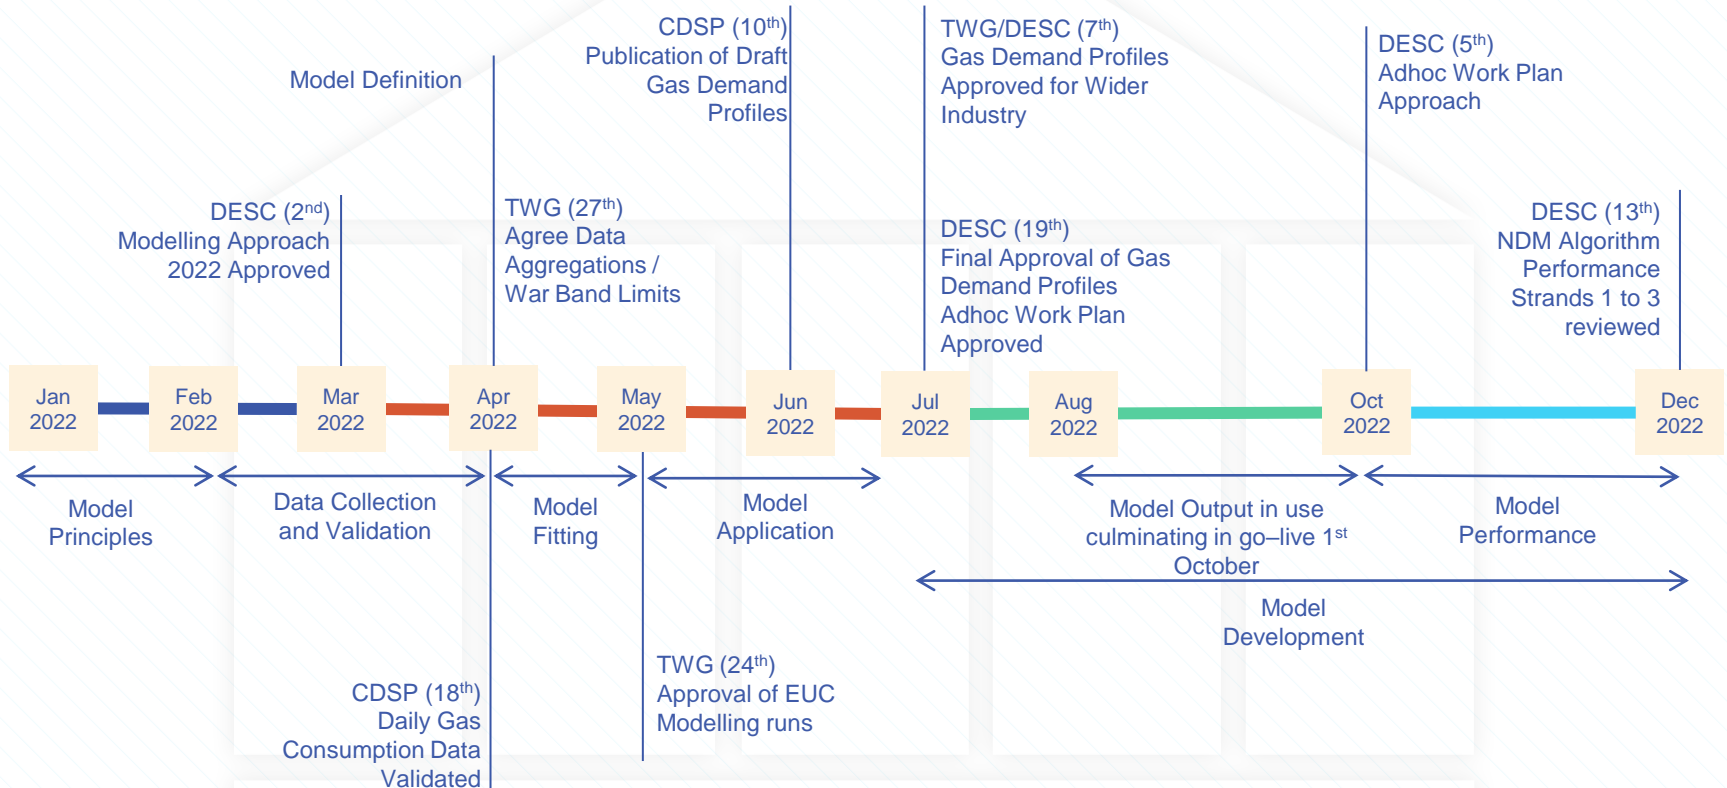 CDSP (10th)
Publication of Draft
Gas Demand
Profiles
TWG/DESC (7th)
Gas Demand Profiles
Approved for Wider
Industry
DESC (5th)
Adhoc Work Plan
Approach
Model Definition
DESC (2nd)
Modelling Approach
2022 Approved
TWG (27th)
Agree Data
Aggregations /
War Band Limits
DESC (19th)
Final Approval of Gas
Demand Profiles
Adhoc Work Plan
Approved
DESC (13th)
NDM Algorithm
Performance
Strands 1 to 3
reviewed
Jan
2022
Feb
2022
Mar
2022
Apr
2022
May
2022
Jun
2022
Jul
2022
Aug
2022
Oct
2022
Dec
2022
Model
Principles
Data Collection
and Validation
Model
Fitting
Model
Application
Model Output in use
culminating in go–live 1st
October
Model
Performance
Model
Development
CDSP (18th)
Daily Gas
Consumption Data
Validated
TWG (24th)
Approval of EUC
Modelling runs